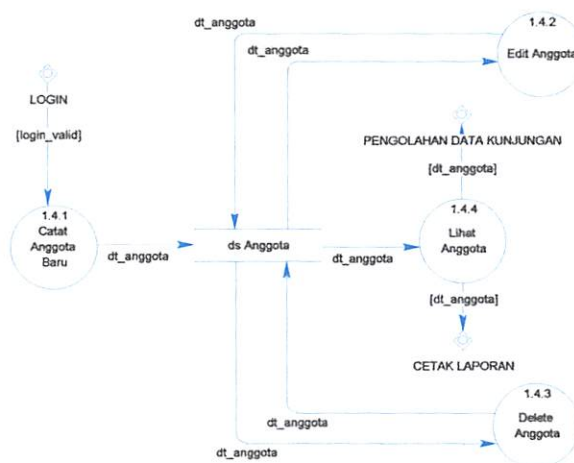 dt_anggota
1.4.2
Edit Anggota
dt_anggota
LOGIN
[login_valid]
PENGOLAHAN DATA KUNJUNGAN
[dt_anggota]
1.4.1
Catat
Anggota
Baru
dt_anggota
ds Anggota
dt_anggota
1.4.4
Lihat
Anggota
[dt_anggota]
CETAK LAPORAN
1.4.3
Delete
Anggota
dt_anggota
dt_anggota